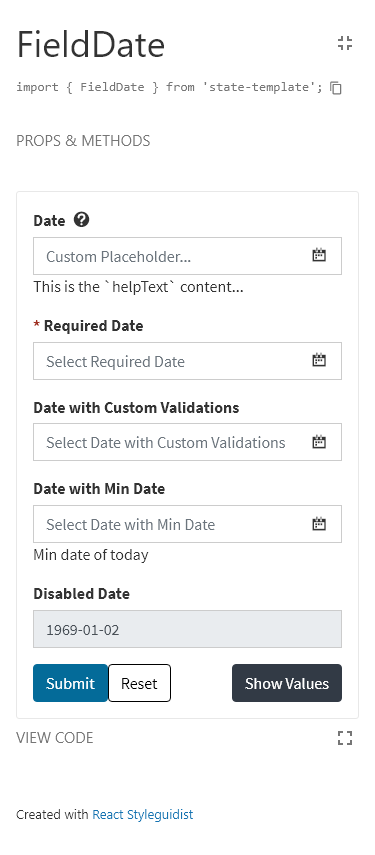 FieldDate
import { FieldDate } from 'state-template';
PROPS & METHODS
Date
Custom Placeholder...
This is the `helpText` content...
* Required Date
Select Required Date
Date with Custom Validations
Select Date with Custom Validations
Date with Min Date
Select Date with Min Date
Min date of today
Disabled Date
1969-01-02
Submit Reset Show Values
VIEW CODE
Created with React Styleguidist